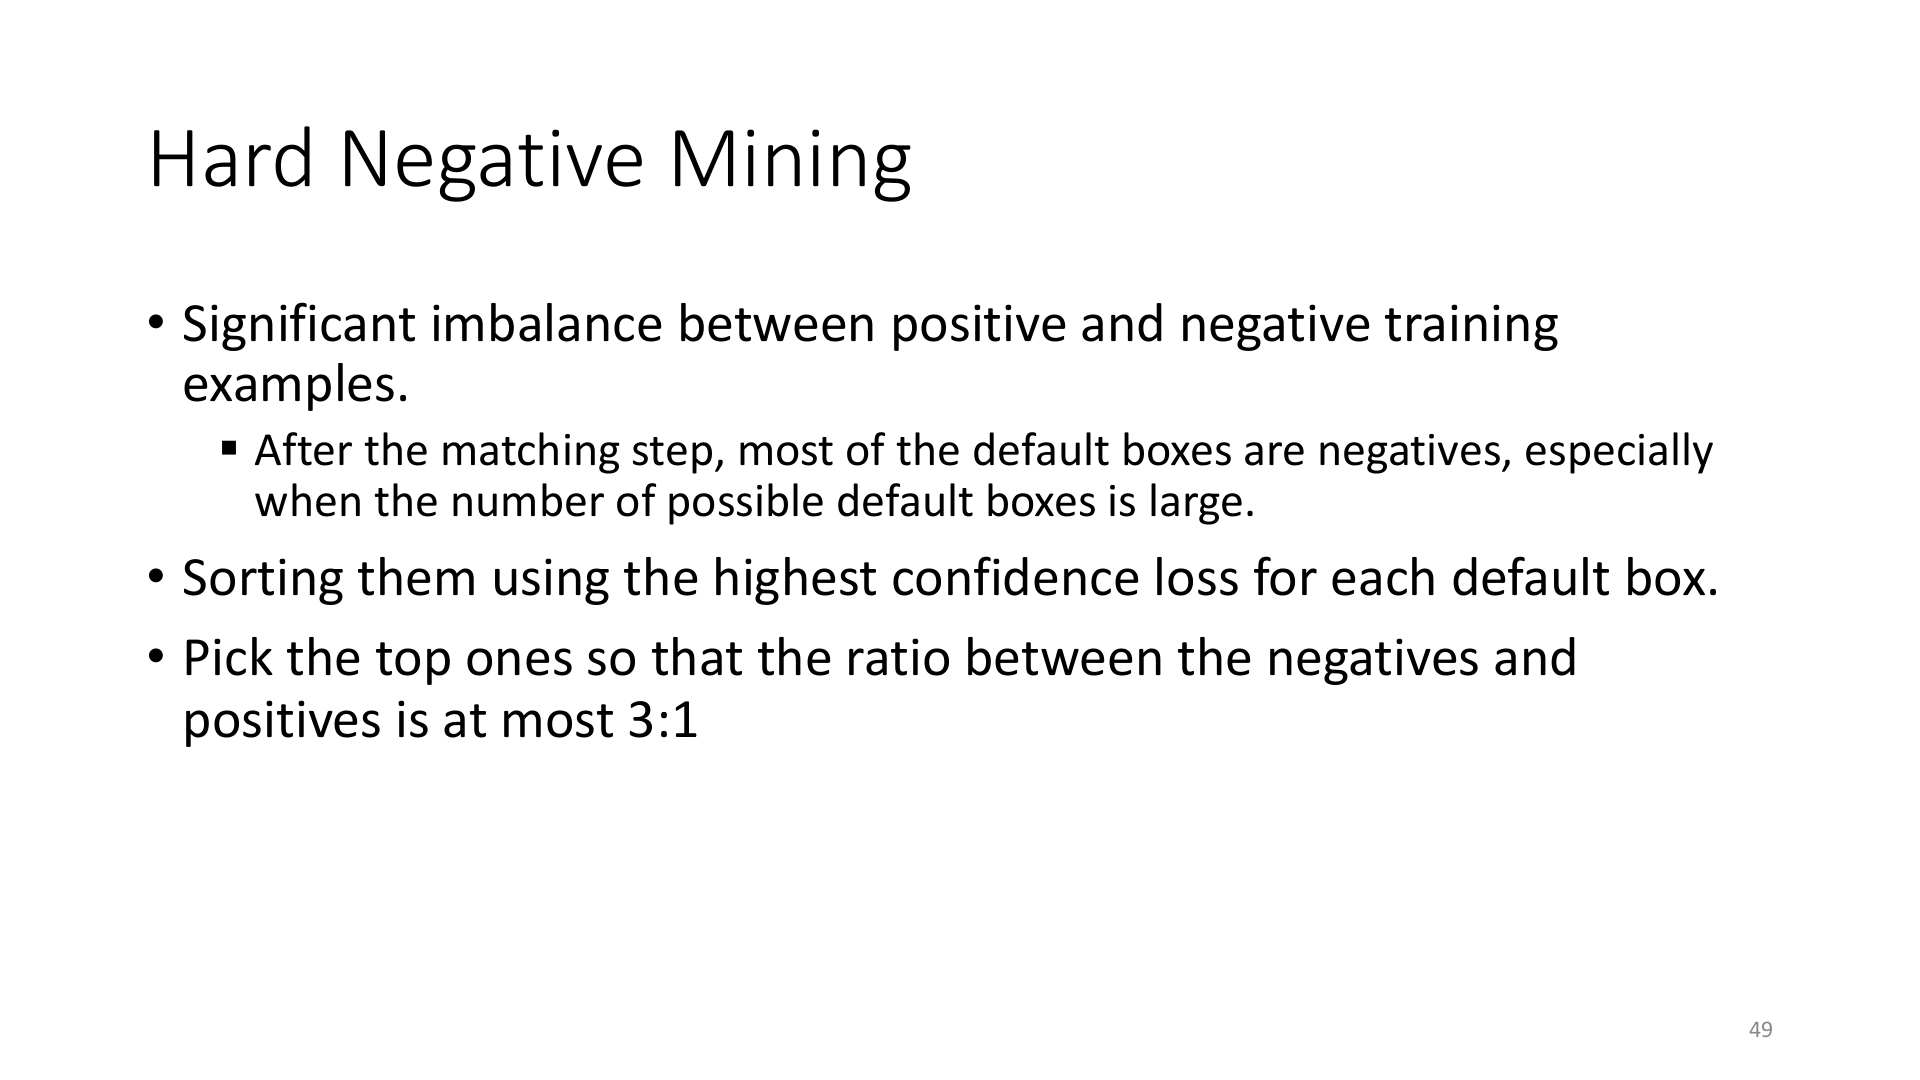 Hard Negative Mining
• Significant imbalance between positive and negative training
examples.
▪ After the matching step, most of the default boxes are negatives, especially
when the number of possible default boxes is large.
• Sorting them using the highest confidence loss for each default box.
• Pick the top ones so that the ratio between the negatives and
positives is at most 3:1
49